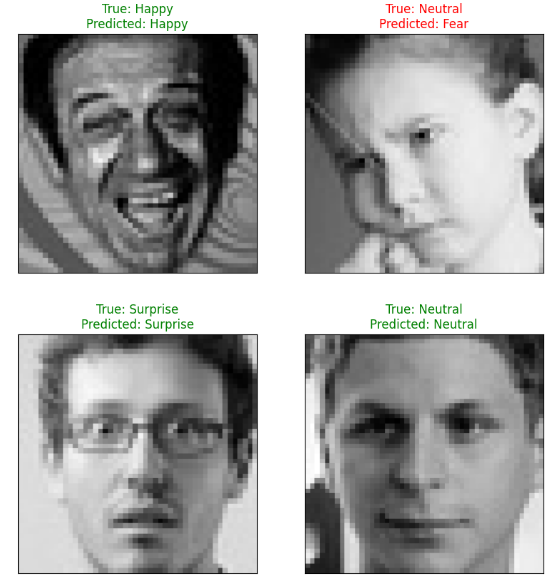 True: Happy
Predicted: Happy
True: Neutral
Predicted: Fear
True: Surprise
Predicted: Surprise
True: Neutral
Predicted: Neutral